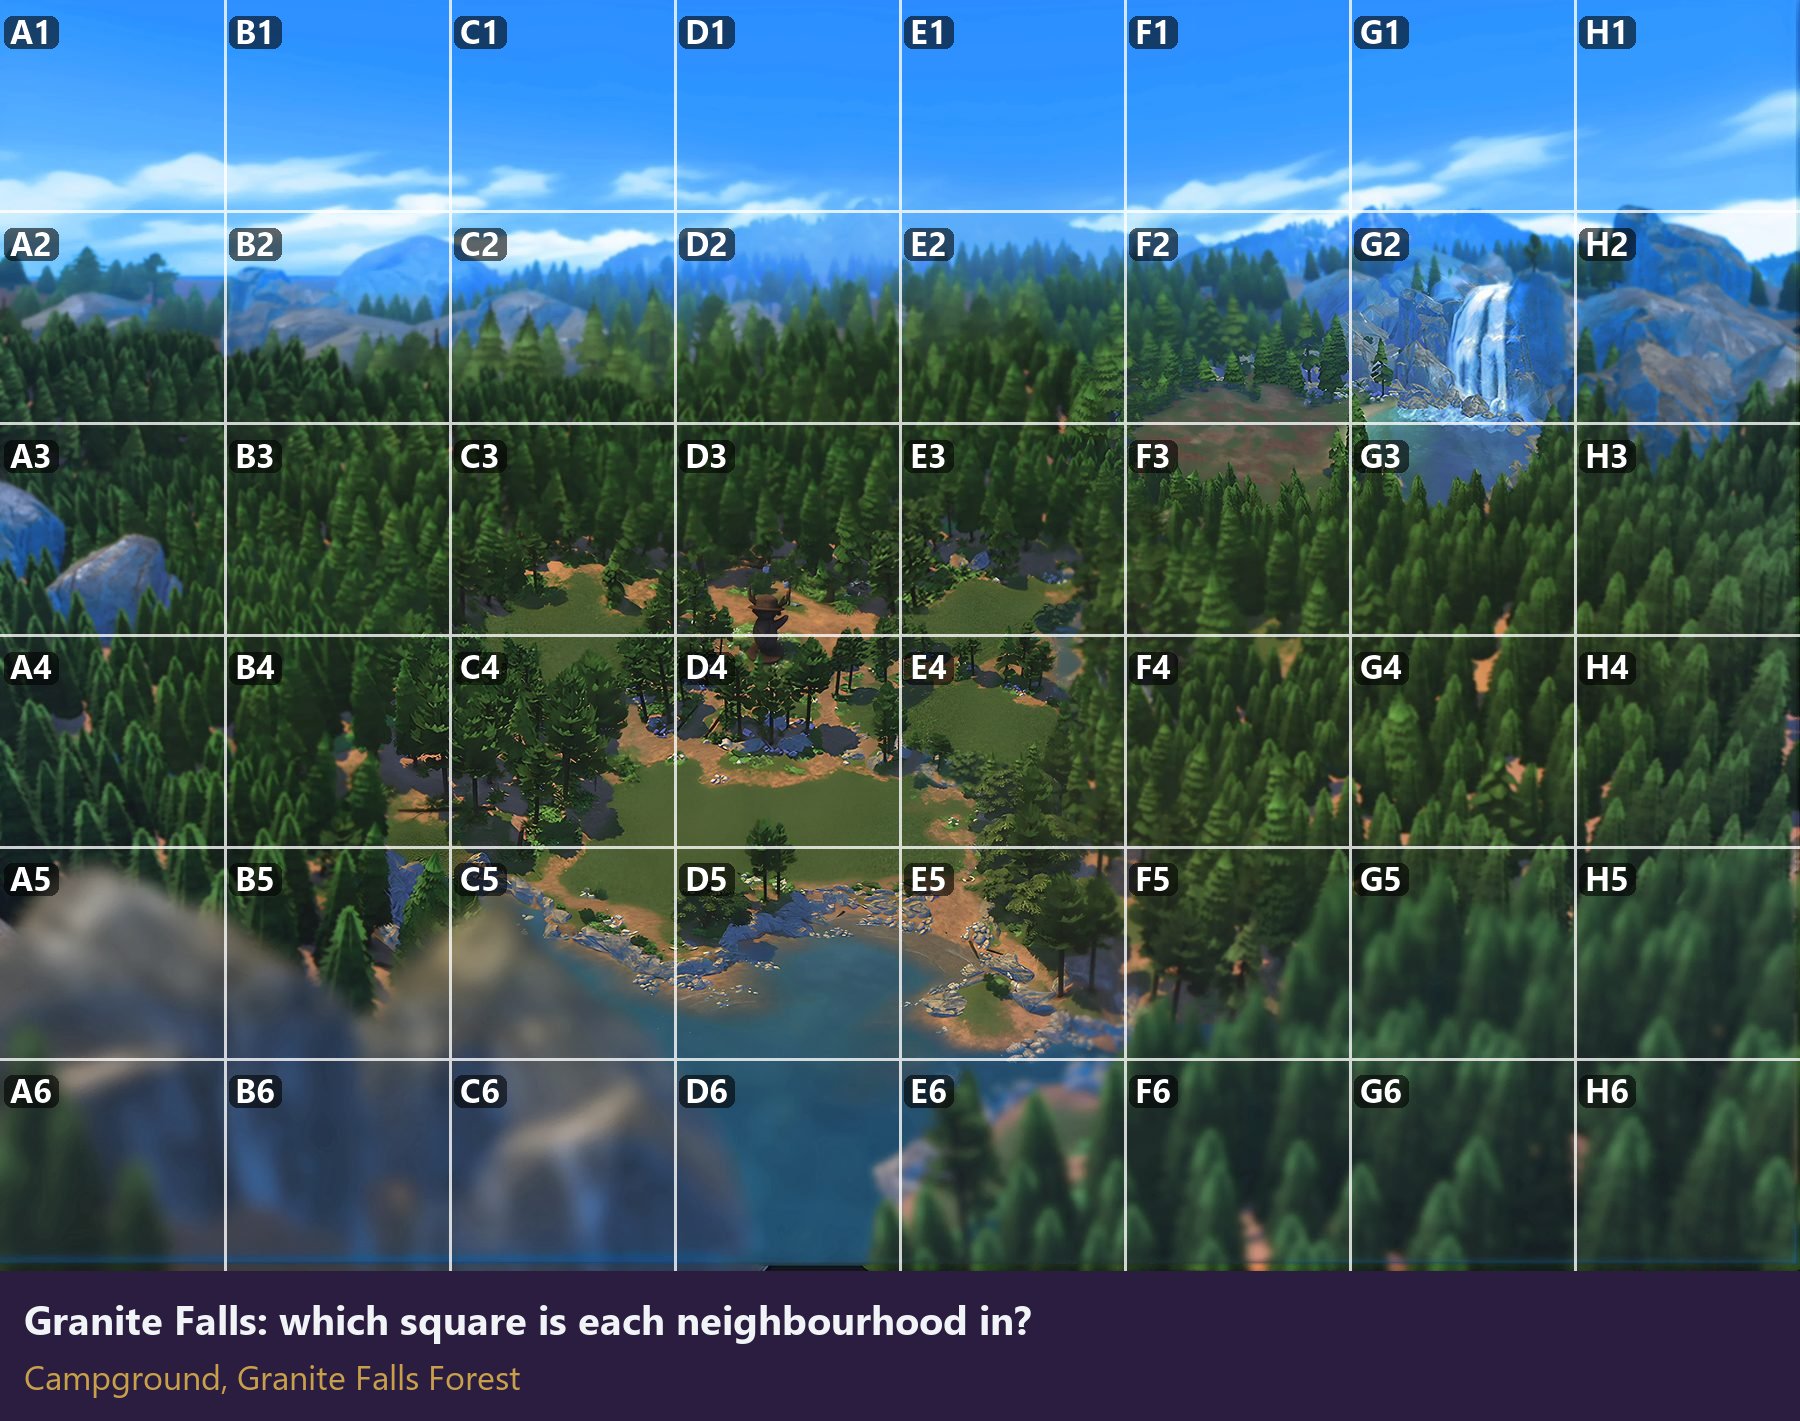 A1 B1 C1 D1 E1 F1 G1 H1
A2 B2 C2 D2 E2 F2 G2 H2
A3 B3 C3 D3 E3 F3 G3 H3
A4 B4 C4 D4 E4 F4 G4 H4
A5 B5 C5 D5 E5 F5 G5 H5
A6 B6 C6 D6 E6 F6 G6 H6
Granite Falls: which square is each neighbourhood in?
Campground, Granite Falls Forest